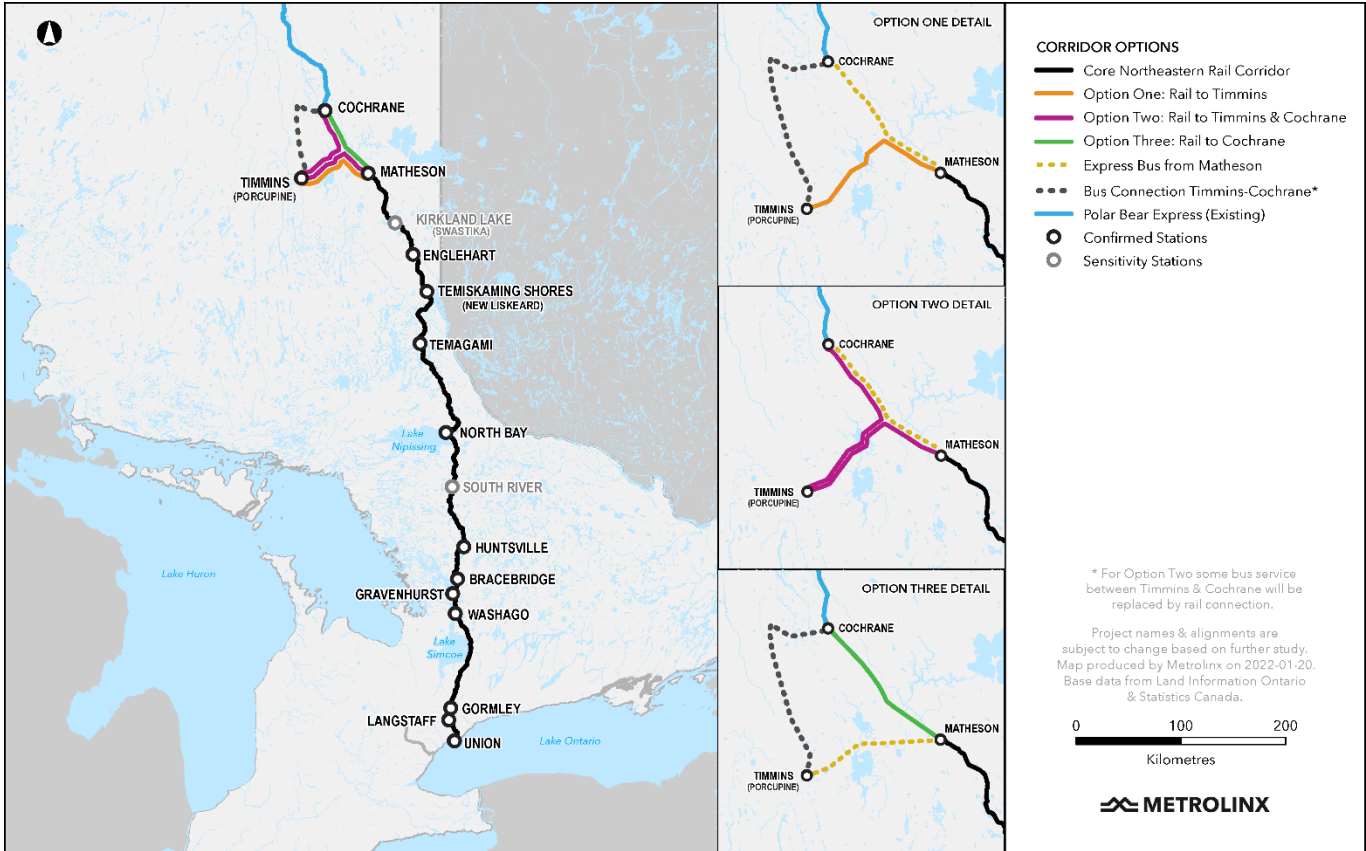 COCHRANE
TIMMINS
(PORCUPINE)
MATHESON
KIRKLAND LAKE
(SWASTIKA)
ENGLEHART
TEMISKAMING SHORES
(NEW LISKEARD)
TEMAGAMI
Lake
Nipissing
NORTH BAY
SOUTH RIVER
HUNTSVILLE
Lake Huron
BRACEBRIDGE
GRAVENHURST
WASHAGO
Lake
Simcoe
GORMLEY
LANGSTAFF
UNION
Lake Ontario
OPTION ONE DETAIL
COCHRANE
MATHESON
TIMMINS
(PORCUPINE)
OPTION TWO DETAIL
COCHRANE
MATHESON
TIMMINS
(PORCUPINE)
OPTION THREE DETAIL
COCHRANE
MATHESON
TIMMINS
(PORCUPINE)
CORRIDOR OPTIONS
Core Northeastern Rail Corridor
Option One: Rail to Timmins
Option Two: Rail to Timmins & Cochrane
Option Three: Rail to Cochrane
Express Bus from Matheson
Bus Connection Timmins-Cochrane*
Polar Bear Express (Existing)
Confirmed Stations
Sensitivity Stations
* For Option Two some bus service
between Timmins & Cochrane will be
replaced by rail connection.
Project names & alignments are
subject to change based on further study.
Map produced by Metrolinx on 2022-01-20.
Base data from Land Information Ontario
& Statistics Canada.
0 100 200
Kilometres
METROLINX